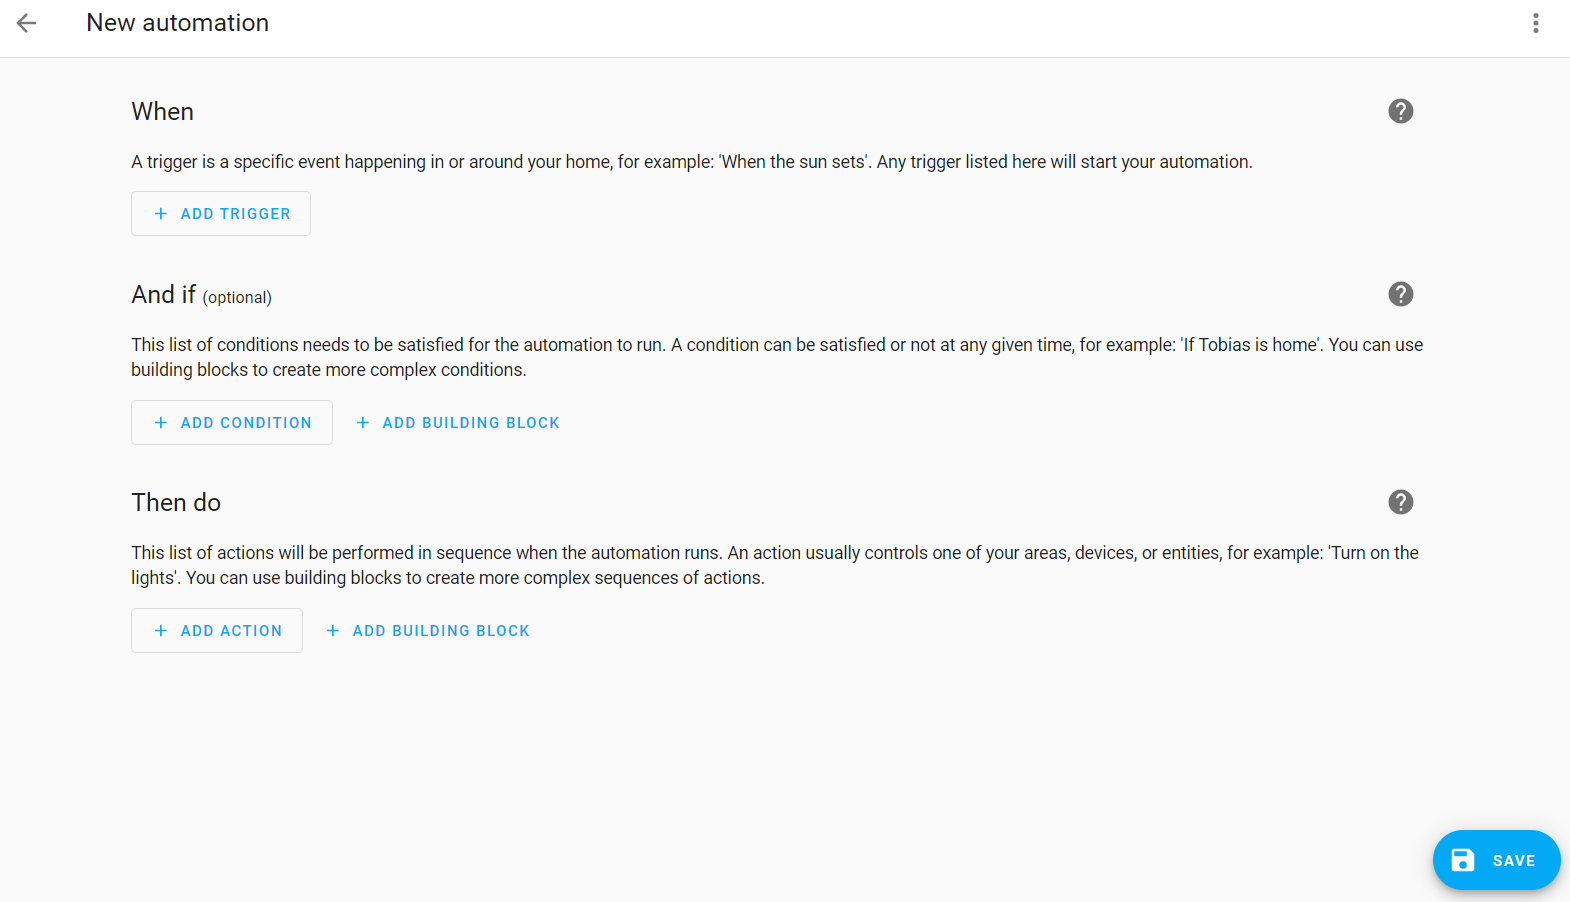 New automation
When
A trigger is a specific event happening in or around your home, for example: 'When the sun sets'. Any trigger listed here will start your automation.
+ ADD TRIGGER
And if (optional)
This list of conditions needs to be satisfied for the automation to run. A condition can be satisfied or not at any given time, for example: 'If Tobias is home'. You can use
building blocks to create more complex conditions.
+ ADD CONDITION + ADD BUILDING BLOCK
Then do
This list of actions will be performed in sequence when the automation runs. An action usually controls one of your areas, devices, or entities, for example: 'Turn on the
lights'. You can use building blocks to create more complex sequences of actions.
+ ADD ACTION + ADD BUILDING BLOCK
SAVE